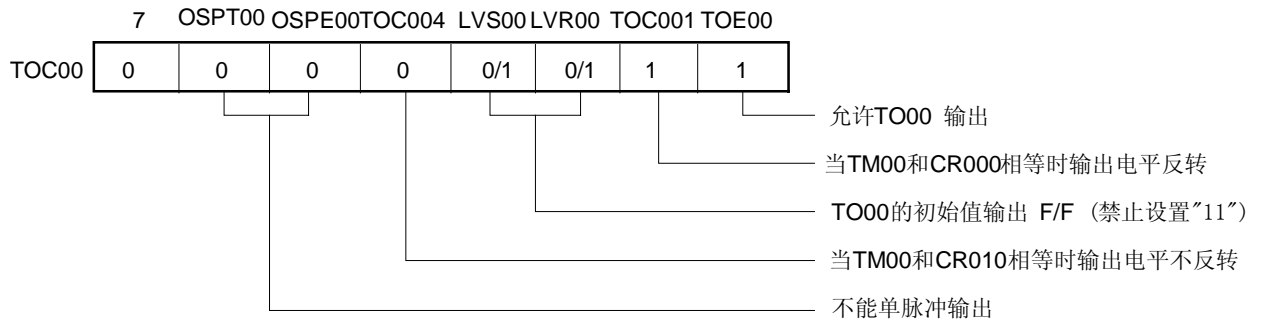 7 OSPT00 OSPE00 TOC004 LVS00 LVR00 TOC001 TOE00
TOC00 0 0 0 0 0/1 0/1 1 1
允许TO00 输出
当TM00和CR000相等时输出电平反转
TO00的初始值输出 F/F (禁止设置"11")
当TM00和CR010相等时输出电平不反转
不能单脉冲输出